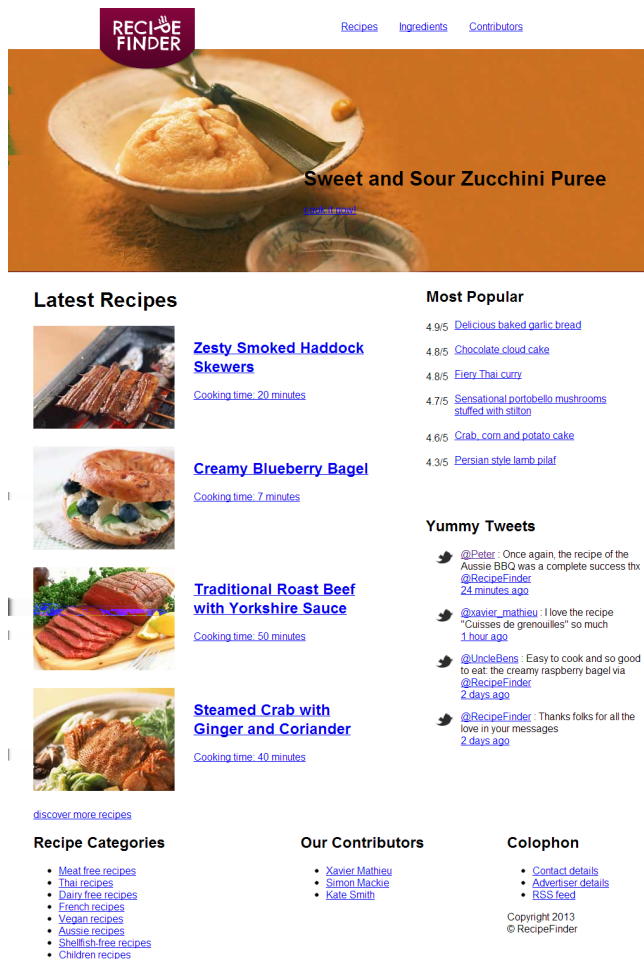 RECIPE
FINDER
Recipes Ingredients Contributors
Sweet and Sour Zucchini Puree
cook it now!
Latest Recipes
Zesty Smoked Haddock
Skewers
Cooking time: 20 minutes
Creamy Blueberry Bagel
Cooking time: 7 minutes
Traditional Roast Beef
with Yorkshire Sauce
Cooking time: 50 minutes
Steamed Crab with
Ginger and Coriander
Cooking time: 40 minutes
discover more recipes
Most Popular
4.9/5 Delicious baked garlic bread
4.8/5 Chocolate cloud cake
4.8/5 Fiery Thai curry
4.7/5 Sensational portobello mushrooms
stuffed with stilton
4.6/5 Crab, corn and potato cake
4.3/5 Persian style lamb pilaf
Yummy Tweets
@Peter : Once again, the recipe of the
Aussie BBQ was a complete success thx
@RecipeFinder
24 minutes ago
@xavier_mathieu : I love the recipe
"Cuisses de grenouilles" so much
1 hour ago
@UncleBens : Easy to cook and so good
to eat: the creamy raspberry bagel via
@RecipeFinder
2 days ago
@RecipeFinder : Thanks folks for all the
love in your messages
2 days ago
Recipe Categories
Meat free recipes
Thai recipes
Dairy free recipes
French recipes
Vegan recipes
Aussie recipes
Shellfish-free recipes
Children recipes
Our Contributors
Xavier Mathieu
Simon Mackie
Kate Smith
Colophon
Contact details
Advertiser details
RSS feed
Copyright 2013
© RecipeFinder